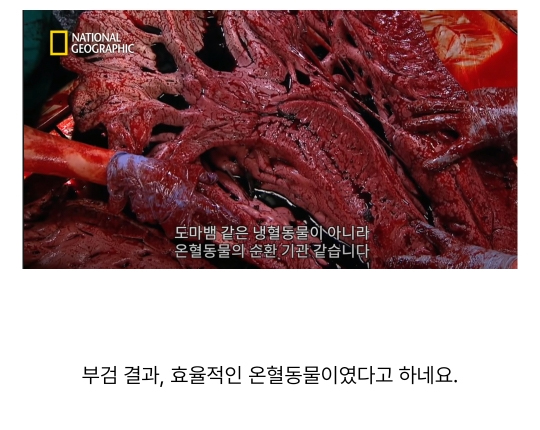 NATIONAL
GEOGRAPHIC
도마뱀 같은 냉혈동물이 아니라
온혈동물의 순환 기관 같습니다
부검 결과, 효율적인 온혈동물이였다고 하네요.